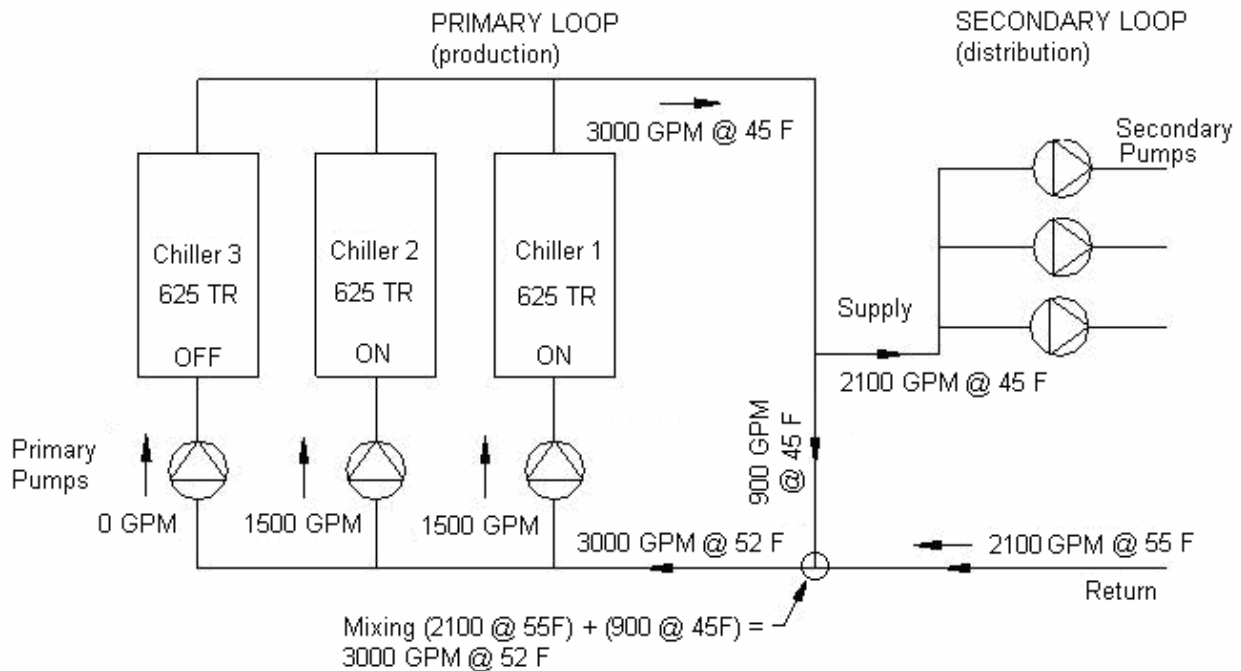 PRIMARY LOOP
(production)
SECONDARY LOOP
(distribution)
3000 GPM @ 45 F
Secondary
Pumps
Chiller 3
625 TR
OFF
Chiller 2
625 TR
ON
Chiller 1
625 TR
ON
Supply
2100 GPM @ 45 F
900 GPM
@ 45 F
Primary
Pumps
0 GPM
1500 GPM
1500 GPM
3000 GPM @ 52 F
2100 GPM @ 55 F
Return
Mixing (2100 @ 55F) + (900 @ 45F) =
3000 GPM @ 52 F